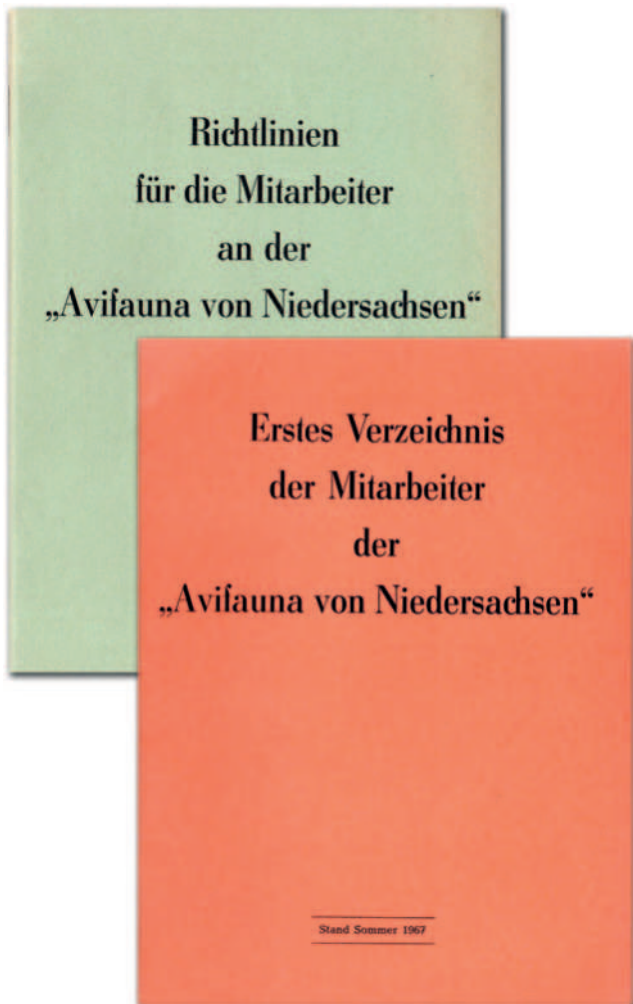 Richtlinien
für die Mitarbeiter
an der
„Avifauna von Niedersachsen“
Erstes Verzeichnis
der Mitarbeiter
der
„Avifauna von Niedersachsen“
Stand Sommer 1967